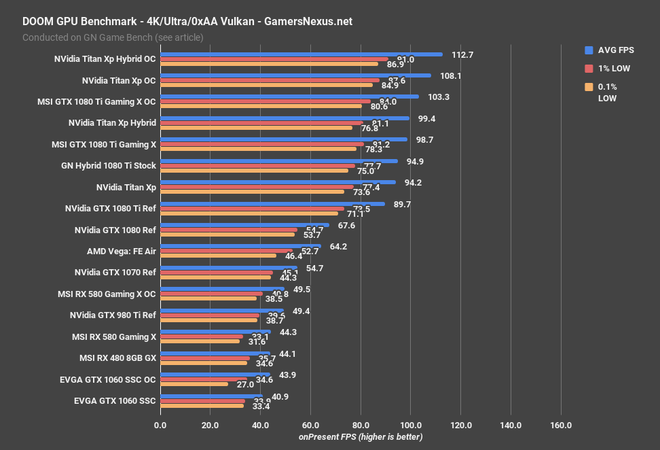 DOOM GPU Benchmark - 4K/Ultra/0xAA Vulkan - GamersNexus.net
Conducted on GN Game Bench (see article)
AVG FPS
1% LOW
0.1%
LOW
NVidia Titan Xp Hybrid OC 112.7 91.0 86.9
NVidia Titan Xp OC 108.1 87.6 84.9
MSI GTX 1080 Ti Gaming X OC 103.3 84.0 80.6
NVidia Titan Xp Hybrid 99.4 81.1 76.8
MSI GTX 1080 Ti Gaming X 98.7 81.2 78.3
GN Hybrid 1080 Ti Stock 94.9 77.7 75.0
NVidia Titan Xp 94.2 77.4 73.6
NVidia GTX 1080 Ti Ref 89.7 73.5 71.1
NVidia GTX 1080 Ref 67.6 54.7 53.7
AMD Vega: FE Air 64.2 52.7 46.4
NVidia GTX 1070 Ref 54.7 45.1 44.3
MSI RX 580 Gaming X OC 49.5 40.8 38.5
NVidia GTX 980 Ti Ref 49.4 39.5 38.7
MSI RX 580 Gaming X 44.3 33.1 31.6
MSI RX 480 8GB GX 44.1 35.7 34.6
EVGA GTX 1060 SSC OC 43.9 34.6 27.0
EVGA GTX 1060 SSC 40.9 33.9 33.4
0.0 20.0 40.0 60.0 80.0 100.0 120.0 140.0 160.0
onPresent FPS (higher is better)